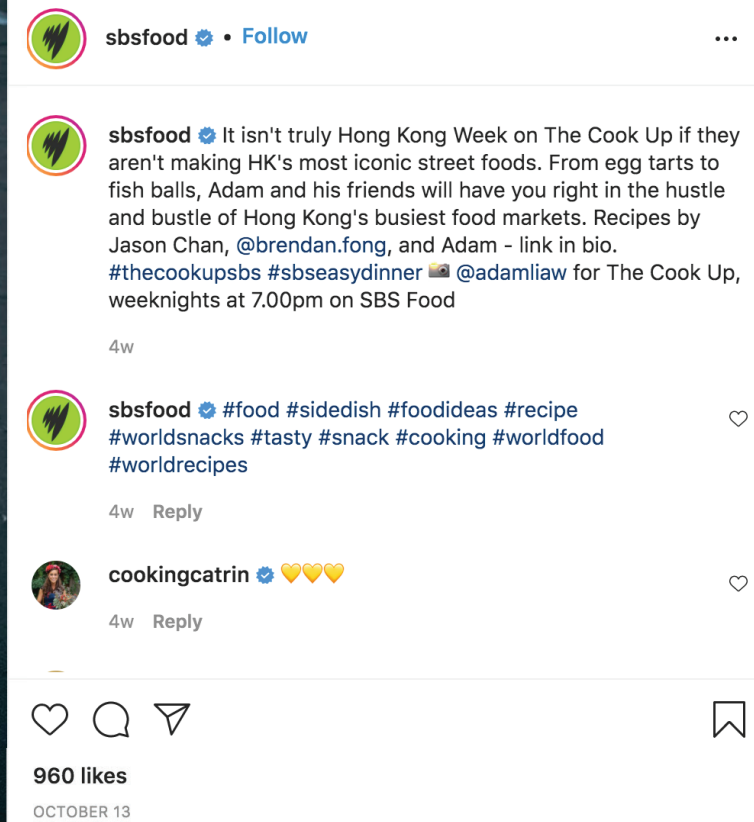 sbsfood • Follow
sbsfood It isn't truly Hong Kong Week on The Cook Up if they
aren't making HK's most iconic street foods. From egg tarts to
fish balls, Adam and his friends will have you right in the hustle
and bustle of Hong Kong's busiest food markets. Recipes by
Jason Chan, @brendan.fong, and Adam - link in bio.
#thecookupsbs #sbseasydinner 📸 @adamliaw for The Cook Up,
weeknights at 7.00pm on SBS Food
4w
sbsfood #food #sidedish #foodideas #recipe
#worldsnacks #tasty #snack #cooking #worldfood
#worldrecipes
4w Reply
cookingcatrin 💛💛💛
4w Reply
960 likes
OCTOBER 13